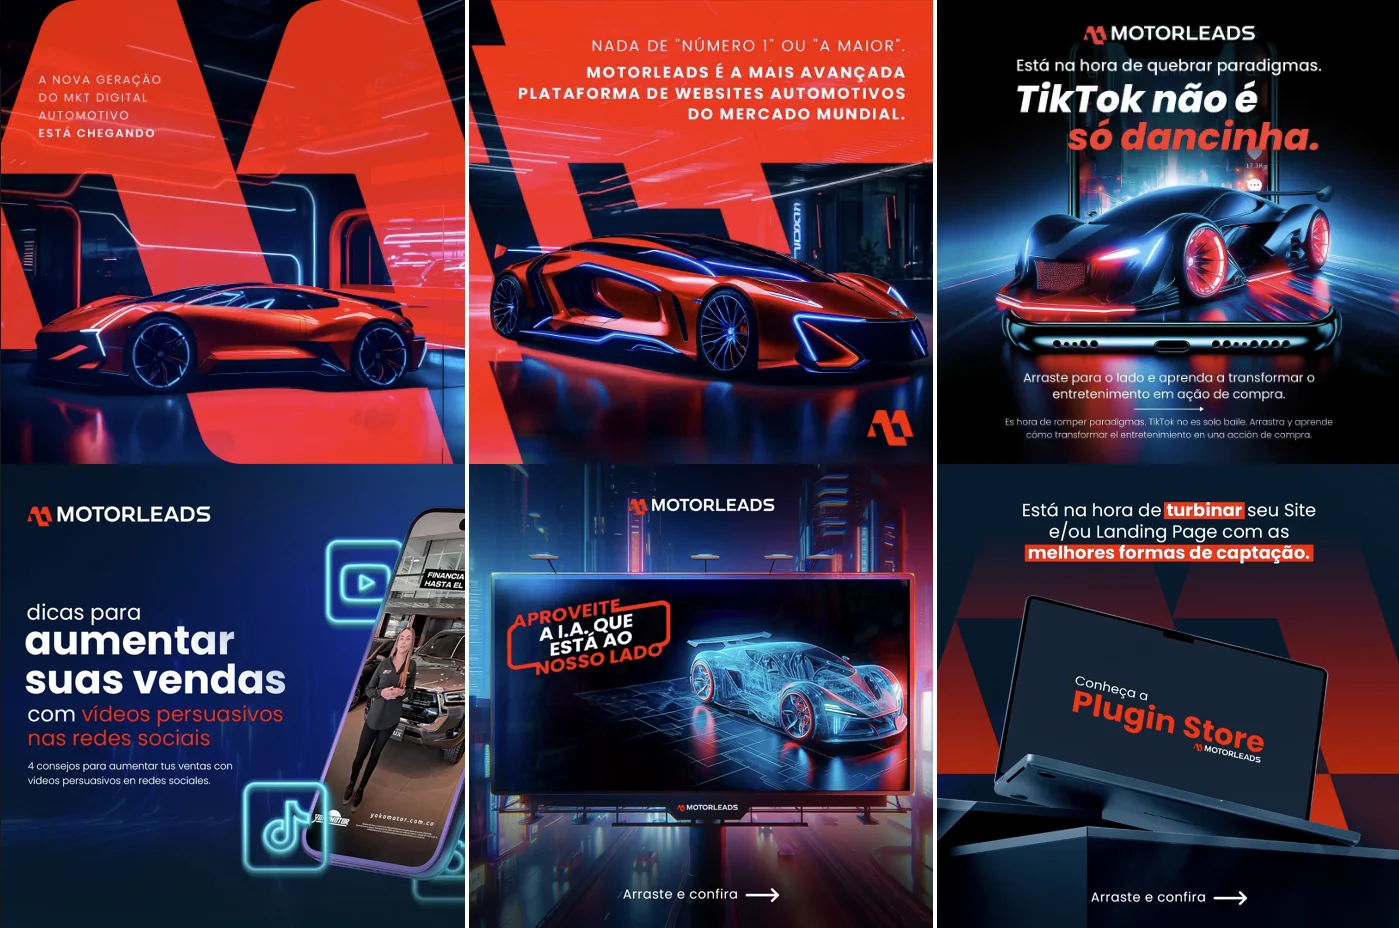 A NOVA GERAÇÃO
DO MKT DIGITAL
AUTOMOTIVO
ESTÁ CHEGANDO
NADA DE "NÚMERO 1" OU "A MAIOR".
MOTORLEADS É A MAIS AVANÇADA
PLATAFORMA DE WEBSITES AUTOMOTIVOS
DO MERCADO MUNDIAL.
MOTORLEADS
Está na hora de quebrar paradigmas.
TikTok não é
só dancinha.
Arraste para o lado e aprenda a transformar o
entretenimento em ação de compra.
Es hora de romper paradigmas. TikTok no es solo baile. Arrastra y aprende
cómo transformar el entretenimiento en una acción de compra.
MOTORLEADS
dicas para
aumentar
suas vendas
com vídeos persuasivos
nas redes sociais
4 consejos para aumentar tus ventas con
videos persuasivos en redes sociales.
FINANCIA
HASTA EL
yokomotor.com.co
MOTORLEADS
APROVEITE
A I.A. QUE
ESTÁ AO
NOSSO LADO
MOTORLEADS
Arraste e confira
Está na hora de turbinar seu Site
e/ou Landing Page com as
melhores formas de captação.
Conheça a
Plugin Store
MOTORLEADS
Arraste e confira